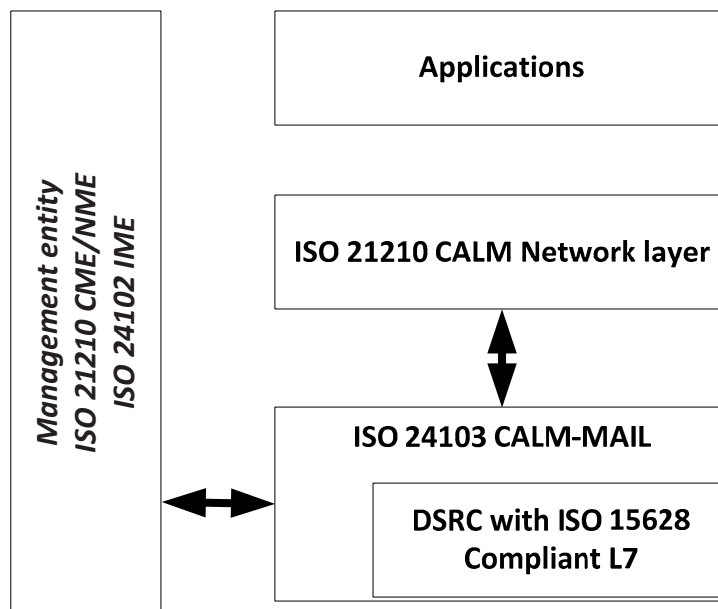 Management entity
ISO 21210 CME/NME
ISO 24102 IME
Applications
ISO 21210 CALM Network layer
ISO 24103 CALM-MAIL
DSRC with ISO 15628
Compliant L7